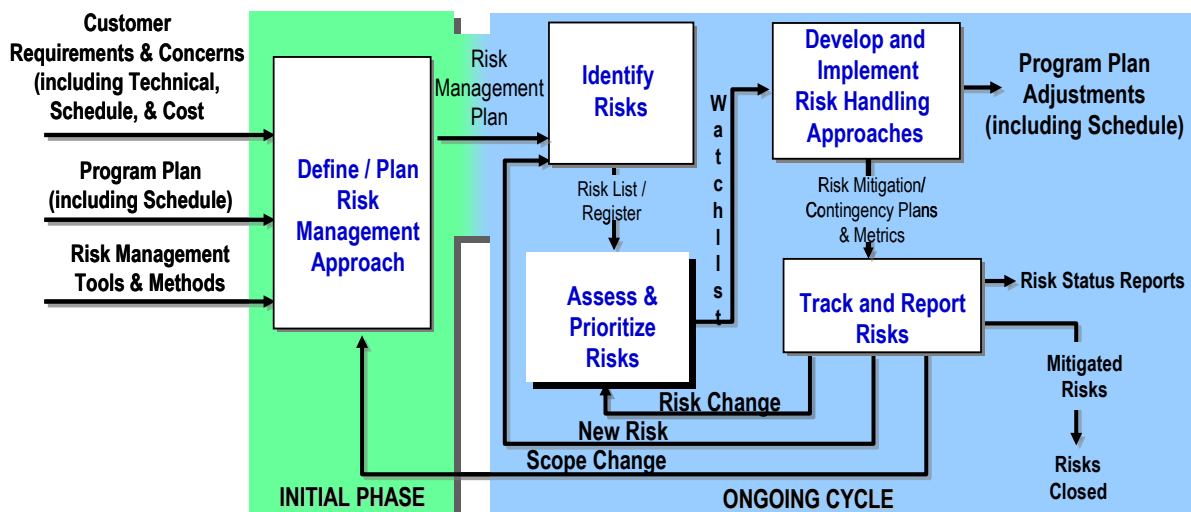 Customer
Requirements & Concerns
(including Technical,
Schedule, & Cost
Program Plan
(including Schedule)
Risk Management
Tools & Methods
Define / Plan
Risk
Management
Approach
INITIAL PHASE
Risk
Management
Plan
Identify
Risks
Risk List /
Register
Assess &
Prioritize
Risks
W
a
t
c
h
l
i
s
t
Develop and
Implement
Risk Handling
Approaches
Program Plan
Adjustments
(including Schedule)
Risk Mitigation/
Contingency Plans
& Metrics
Track and Report
Risks
Risk Status Reports
Mitigated
Risks
Risks
Closed
Risk Change
New Risk
Scope Change
ONGOING CYCLE